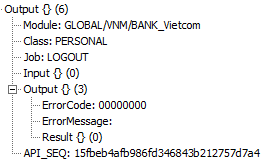 Output {} (6)
Module: GLOBAL/VNM/BANK_Vietcom
Class: PERSONAL
Job: LOGOUT
Input {} (0)
Output {} (3)
ErrorCode: 00000000
ErrorMessage:
Result {} (0)
API_SEQ: 15fbeb4afb986fd346843b212757d7a4